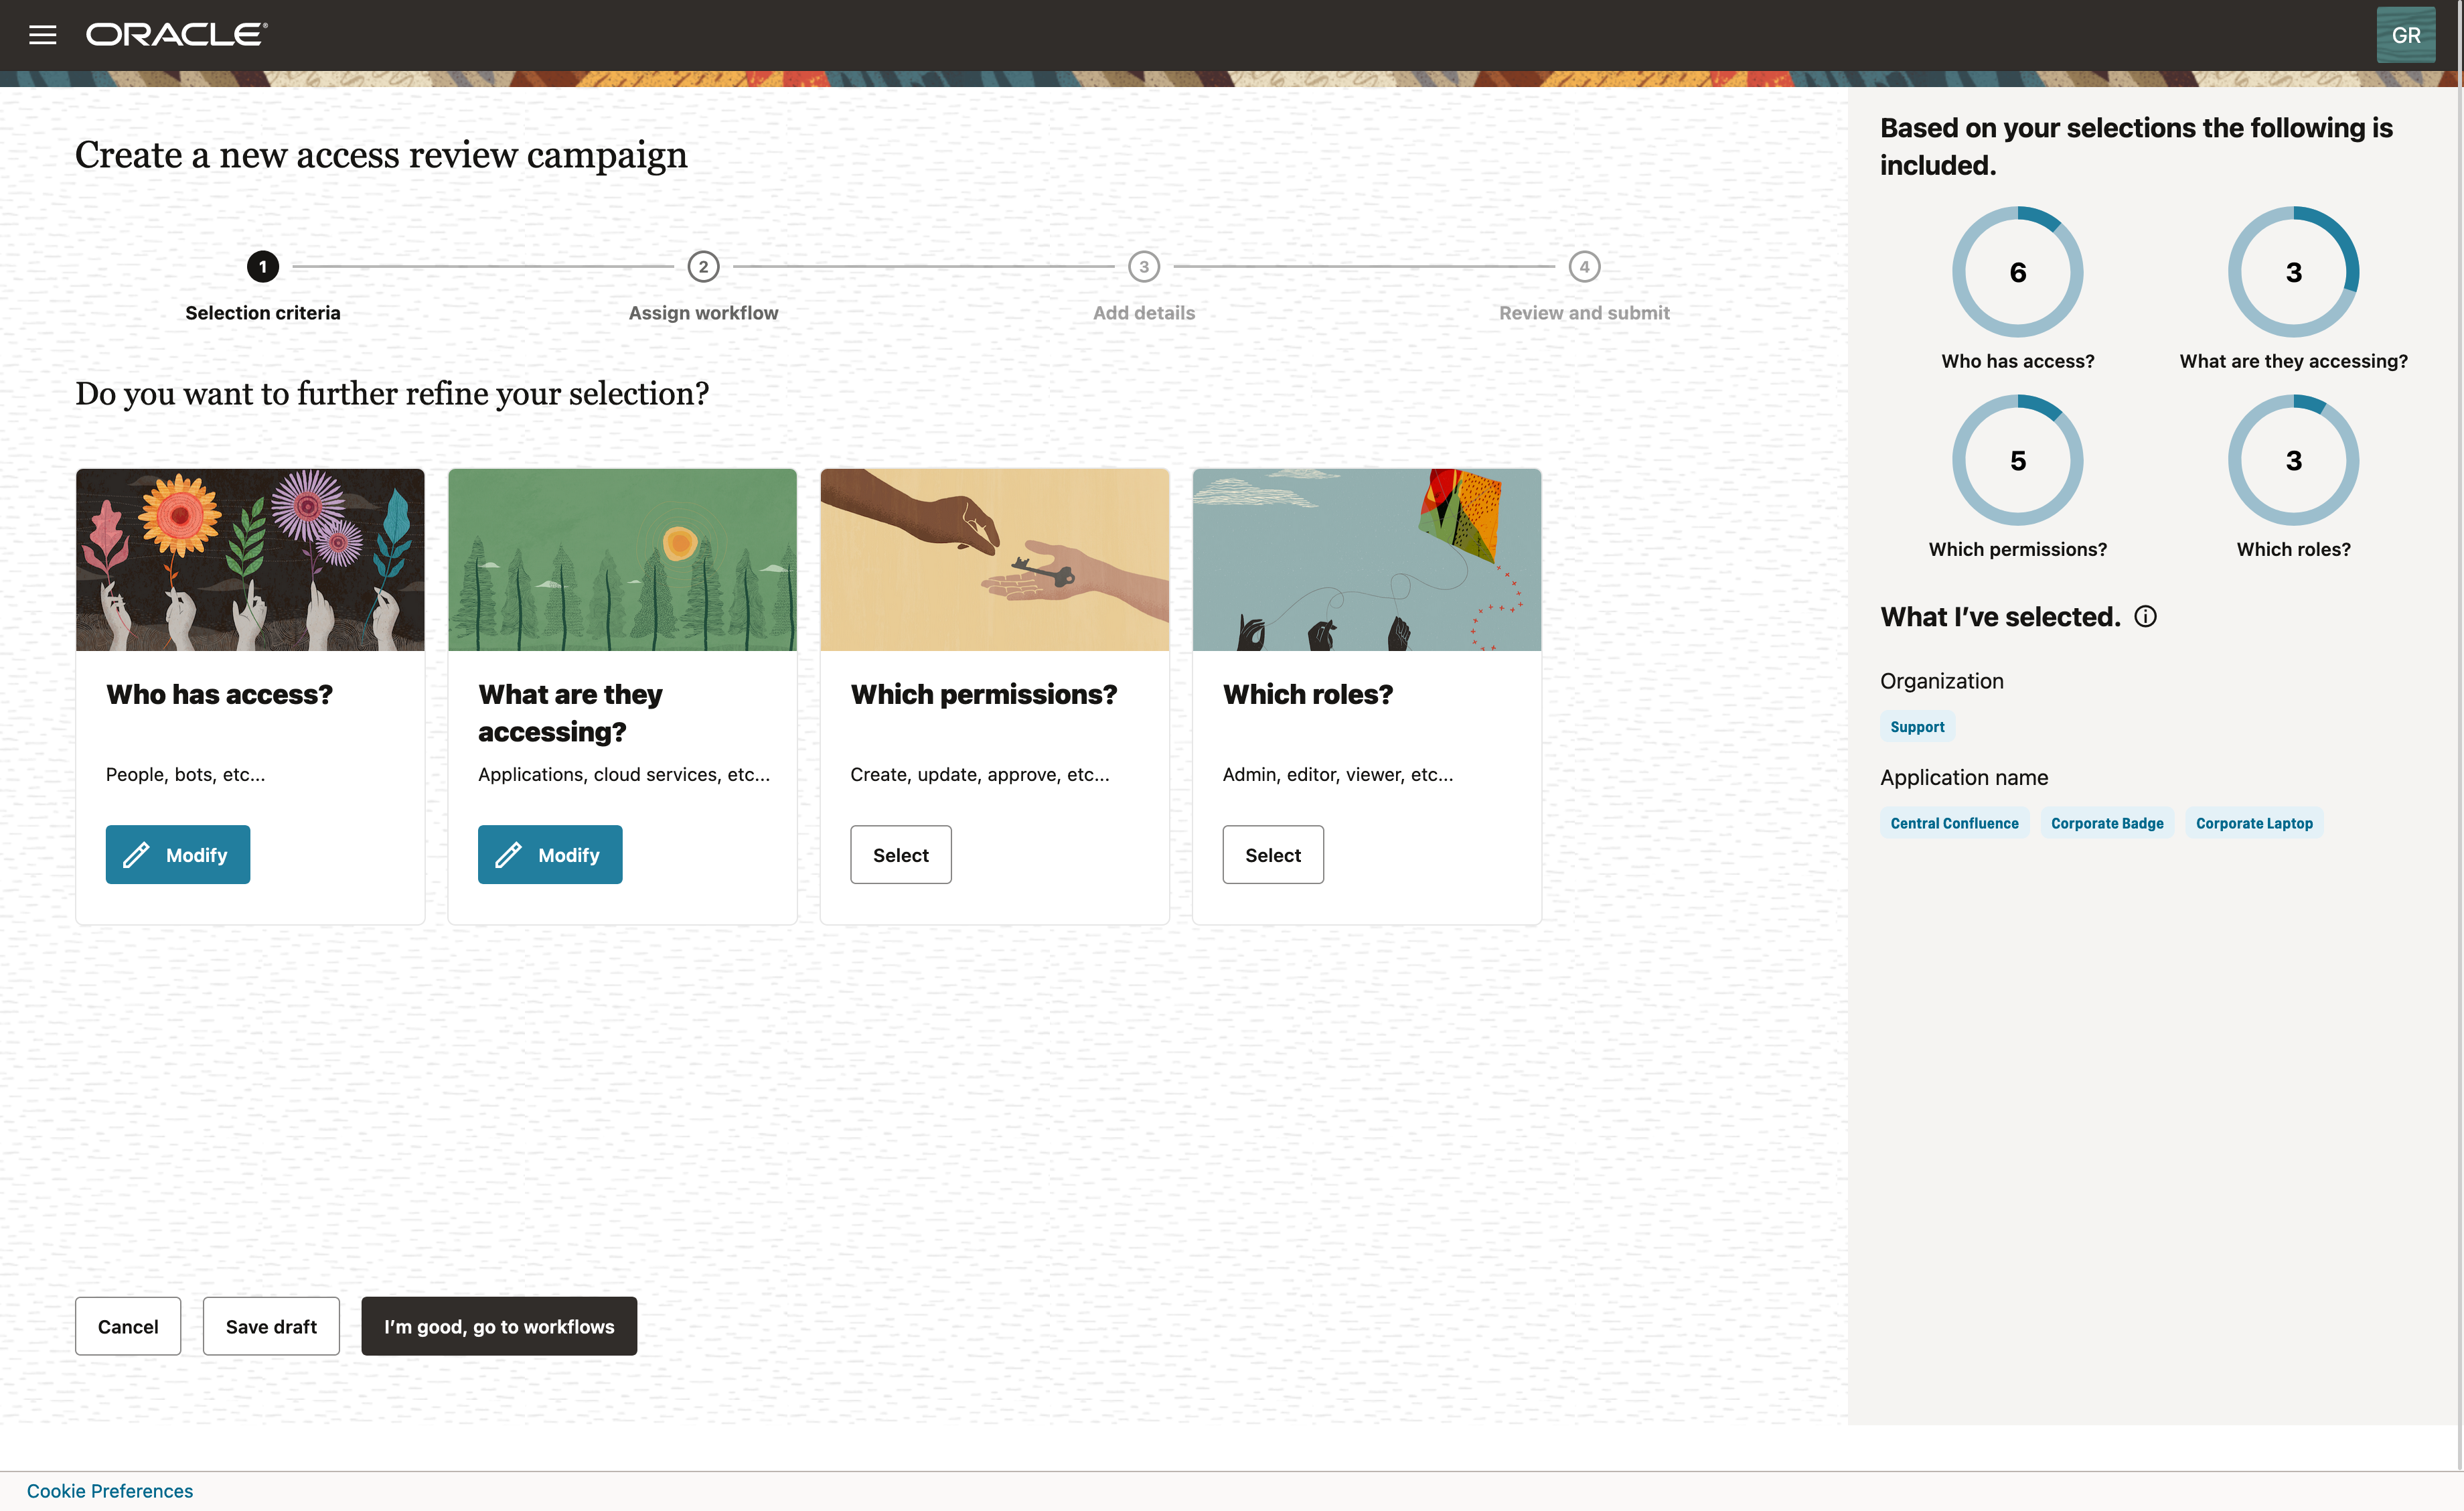 ORACLE®
GR
Create a new access review campaign
1
2
3
4
Selection criteria
Assign workflow
Add details
Review and submit
Do you want to further refine your selection?
Who has access?
People, bots, etc...
Modify
What are they
accessing?
Applications, cloud services, etc...
Modify
Which permissions?
Create, update, approve, etc...
Select
Which roles?
Admin, editor, viewer, etc...
Select
Cancel
Save draft
I’m good, go to workflows
Based on your selections the following is
included.
6
3
Who has access?
What are they accessing?
5
3
Which permissions?
Which roles?
What I’ve selected.
Organization
Support
Application name
Central Confluence
Corporate Badge
Corporate Laptop
Cookie Preferences